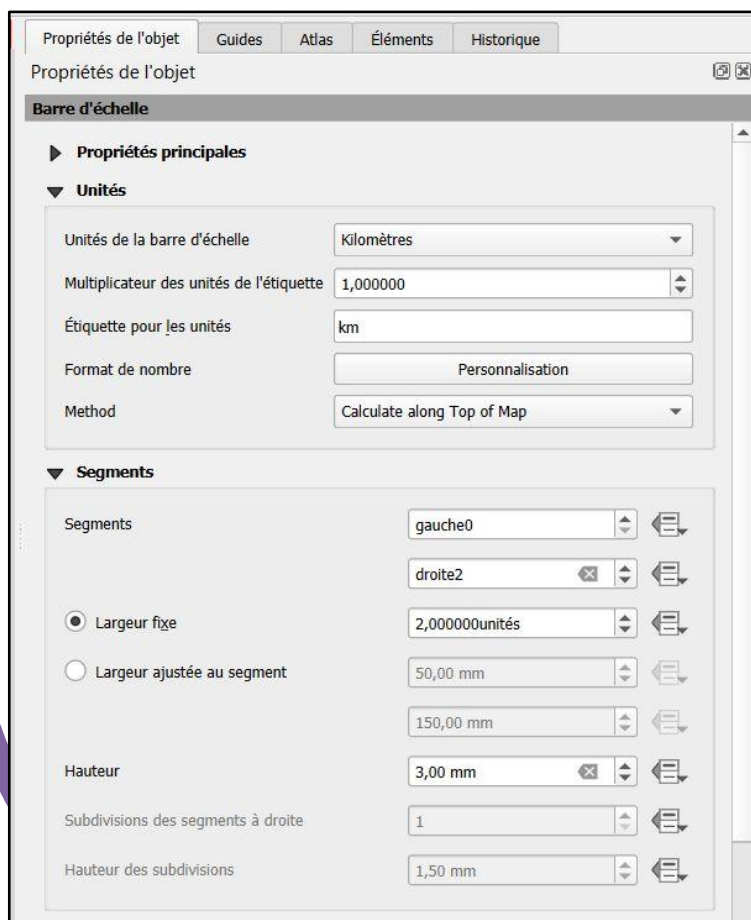 Propriétés de l'objet Guides Atlas Éléments Historique
Propriétés de l'objet
Barre d'échelle
Propriétés principales
Unités
Unités de la barre d'échelle Kilomètres
Multiplicateur des unités de l'étiquette 1,000000
Étiquette pour les unités km
Format de nombre Personnalisation
Method Calculate along Top of Map
Segments
Segments gauche0
droite2
Largeur fixe 2,000000unités
Largeur ajustée au segment 50,00 mm
150,00 mm
Hauteur 3,00 mm
Subdivisions des segments à droite 1
Hauteur des subdivisions 1,50 mm